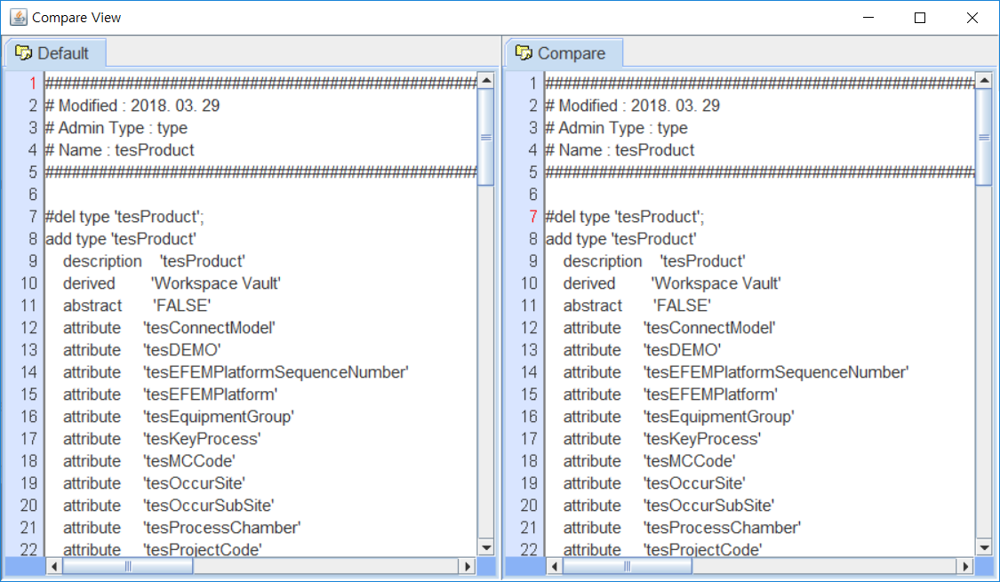 Compare View
Default
1 ################################################
2 # Modified : 2018. 03. 29
3 # Admin Type : type
4 # Name : tesProduct
5 ################################################
6
7 #del type 'tesProduct';
8 add type 'tesProduct'
9 description 'tesProduct'
10 derived 'Workspace Vault'
11 abstract 'FALSE'
12 attribute 'tesConnectModel'
13 attribute 'tesDEMO'
14 attribute 'tesEFEMPlatformSequenceNumber'
15 attribute 'tesEFEMPlatform'
16 attribute 'tesEquipmentGroup'
17 attribute 'tesKeyProcess'
18 attribute 'tesMCCode'
19 attribute 'tesOccurSite'
20 attribute 'tesOccurSubSite'
21 attribute 'tesProcessChamber'
22 attribute 'tesProjectCode'
Compare
1 ################################################
2 # Modified : 2018. 03. 29
3 # Admin Type : type
4 # Name : tesProduct
5 ################################################
6
7 #del type 'tesProduct';
8 add type 'tesProduct'
9 description 'tesProduct'
10 derived 'Workspace Vault'
11 abstract 'FALSE'
12 attribute 'tesConnectModel'
13 attribute 'tesDEMO'
14 attribute 'tesEFEMPlatformSequenceNumber'
15 attribute 'tesEFEMPlatform'
16 attribute 'tesEquipmentGroup'
17 attribute 'tesKeyProcess'
18 attribute 'tesMCCode'
19 attribute 'tesOccurSite'
20 attribute 'tesOccurSubSite'
21 attribute 'tesProcessChamber'
22 attribute 'tesProjectCode'